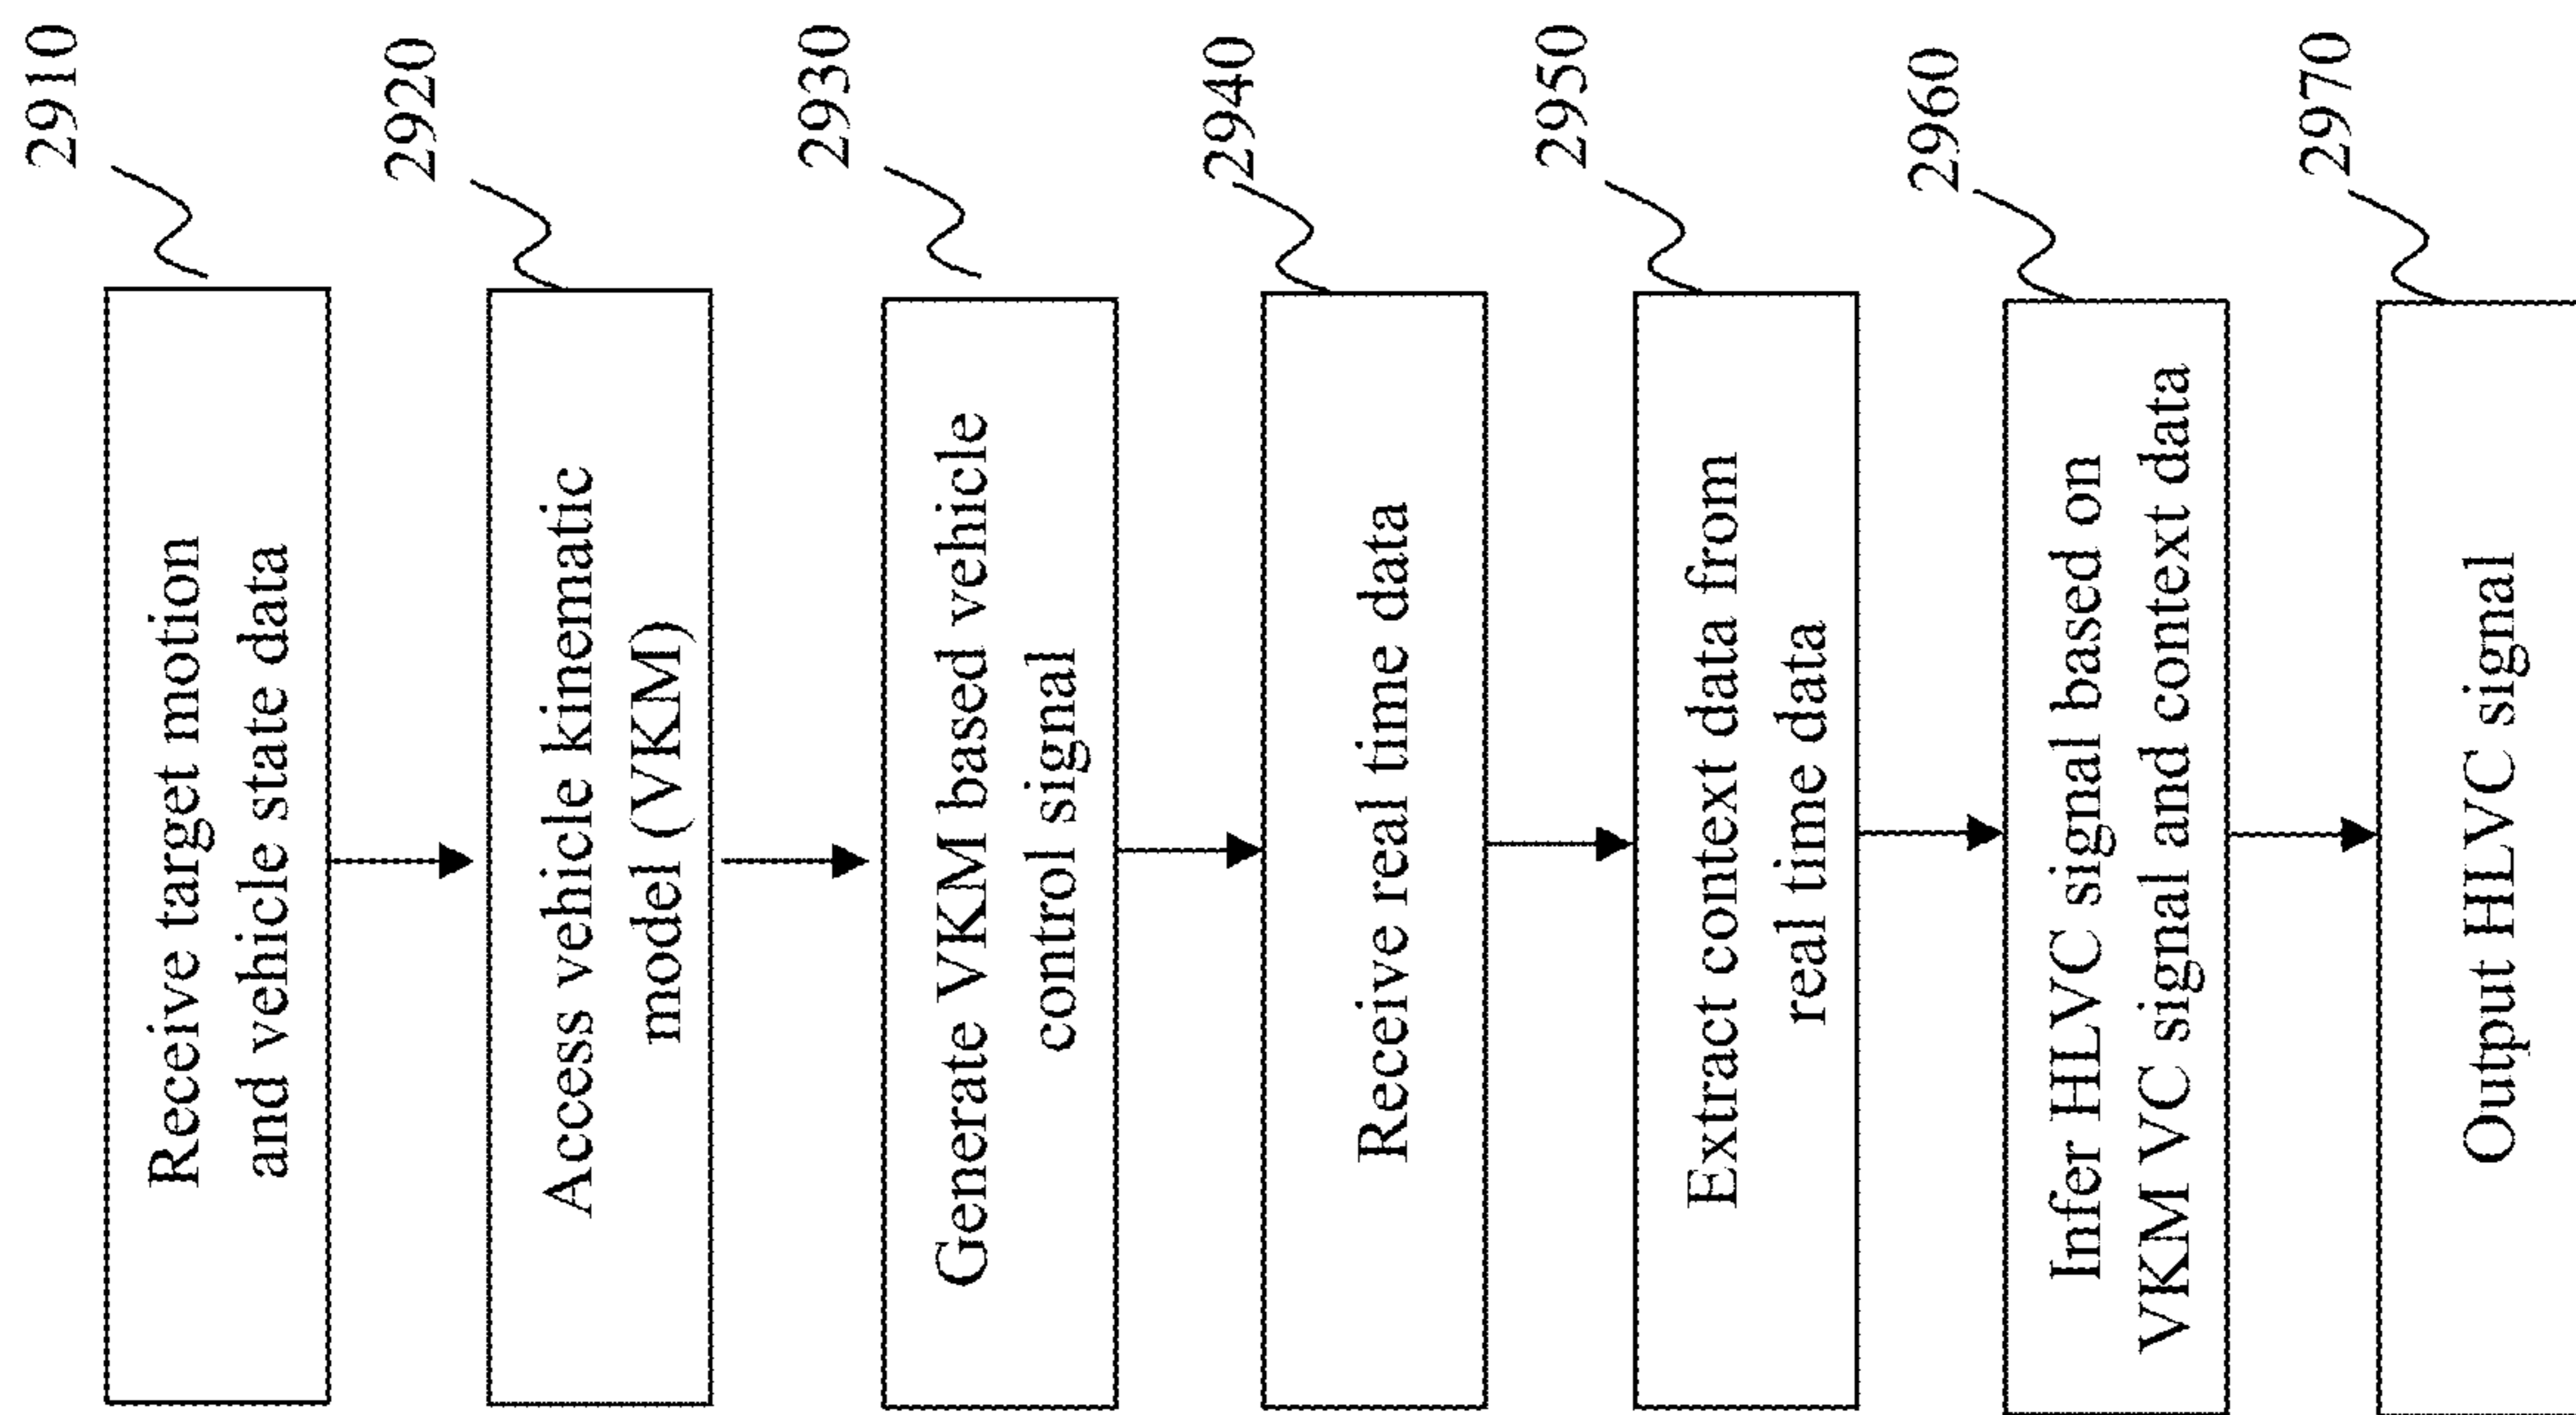 2910
Receive target motion
and vehicle state data
2920
Access vehicle kinematic
model (VKM)
2930
Generate VKM based vehicle
control signal
2940
Receive real time data
2950
Extract context data from
real time data
2960
Infer HLVC signal based on
VKM VC signal and context data
2970
Output HLVC signal